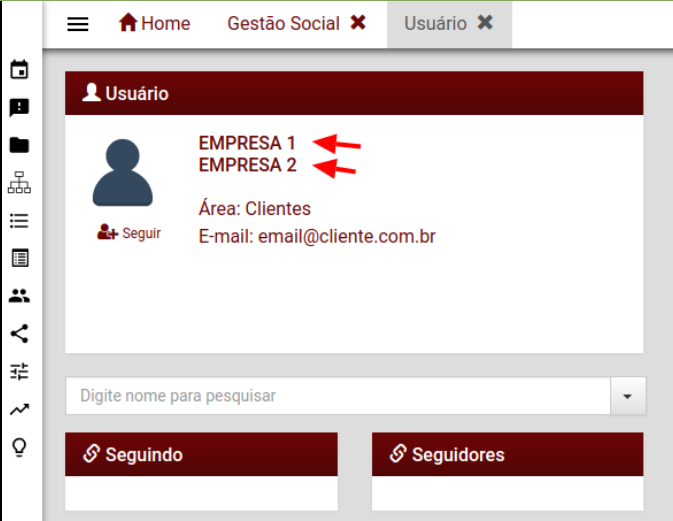 Home Gestão Social Usuário
Usuário
EMPRESA 1
EMPRESA 2
Área: Clientes
Seguir E-mail: email@cliente.com.br
Digite nome para pesquisar
Seguindo Seguidores